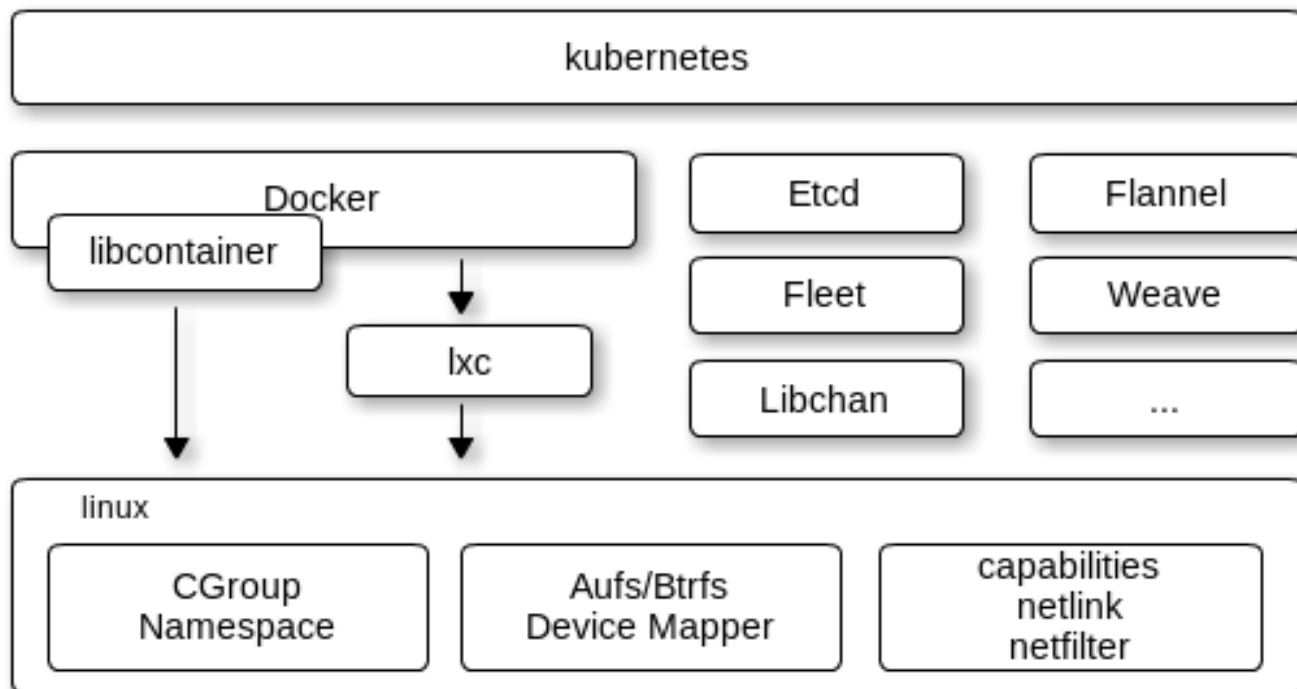 kubernetes
Docker
libcontainer
lxc
Etcd
Flannel
Fleet
Weave
Libchan
...
linux
CGroup
Namespace
Aufs/Btrfs
Device Mapper
capabilities
netlink
netfilter